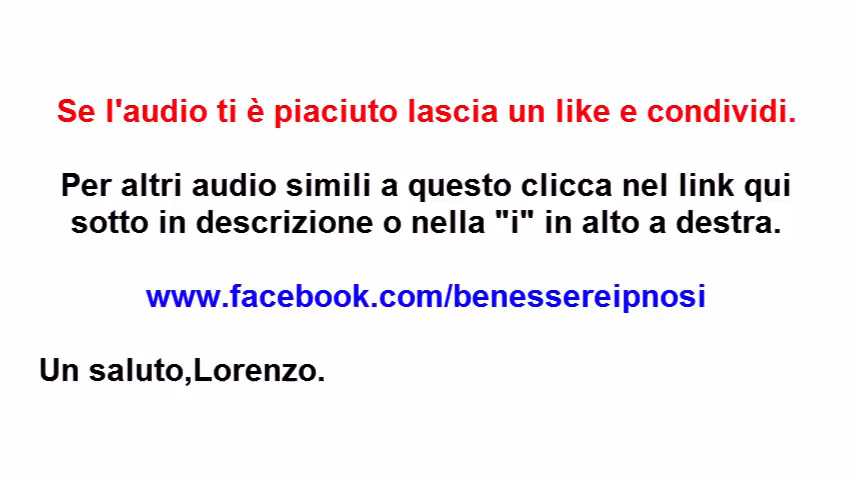 Se l'audio ti è piaciuto lascia un like e condividi.
Per altri audio simili a questo clicca nel link qui
sotto in descrizione o nella "i" in alto a destra.
www.facebook.com/benessereipnosi
Un saluto,Lorenzo.